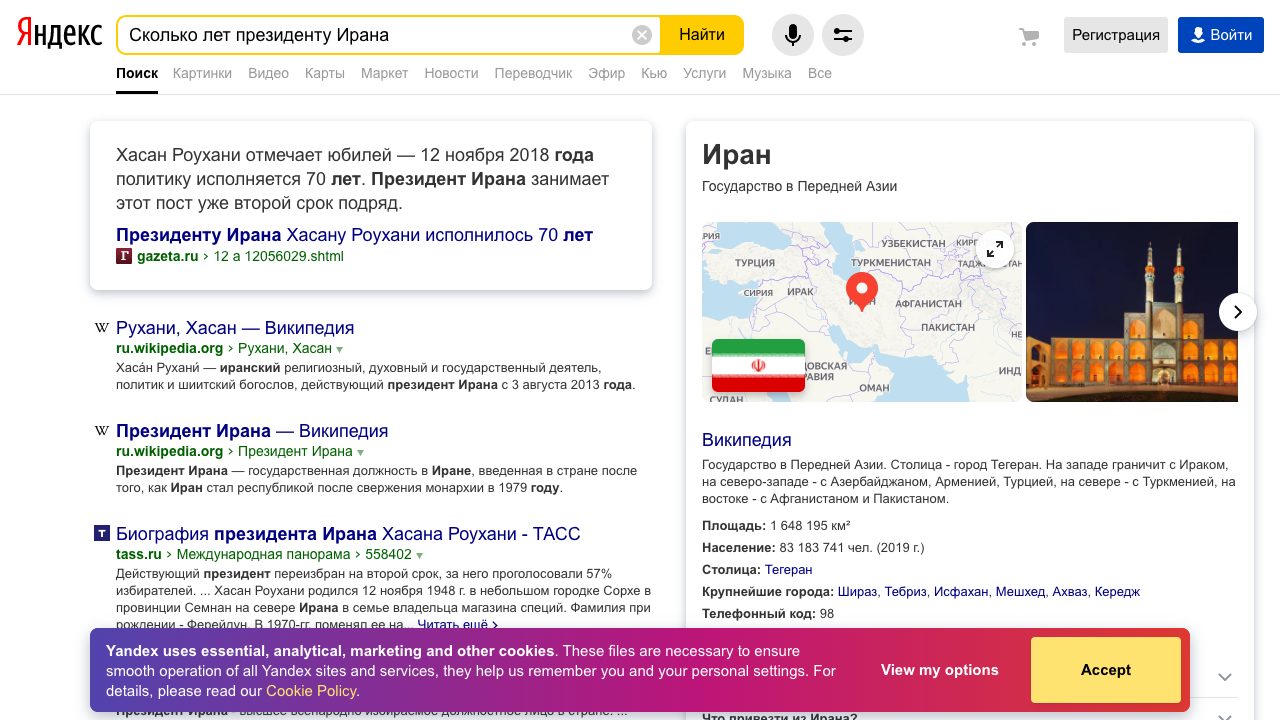 Яндекс
Сколько лет президенту Ирана
Найти
Регистрация
Войти
Поиск Картинки Видео Карты Маркет Новости Переводчик Эфир Кью Услуги Музыка Все
Хасан Роухани отмечает юбилей — 12 ноября 2018 года
политику исполняется 70 лет. Президент Ирана занимает
этот пост уже второй срок подряд.
Президенту Ирана Хасану Роухани исполнилось 70 лет
gazeta.ru › 12 a 12056029.shtml
Рухани, Хасан — Википедия
ru.wikipedia.org › Рухани, Хасан
Хаса́н Рухани́ — иранский религиозный, духовный и государственный деятель,
политик и шиитский богослов, действующий президент Ирана с 3 августа 2013 года.
Президент Ирана — Википедия
ru.wikipedia.org › Президент Ирана
Президент Ирана — государственная должность в Иране, введенная в стране после
того, как Иран стал республикой после свержения монархии в 1979 году.
Биография президента Ирана Хасана Роухани - ТАСС
tass.ru › Международная панорама › 558402
Действующий президент переизбран на второй срок, за него проголосовали 57%
избирателей. ... Хасан Роухани родился 12 ноября 1948 г. в небольшом городке Сорхе в
провинции Семнан на севере Ирана в семье владельца магазина специй. Фамилия при
рождении - Ферейдун. В 1970-гг. поменял ее на... Читать ещё ›
Иран
Государство в Передней Азии
РИЯ
ТУРЦИЯ
СИРИЯ
ИРАК
УЗБЕКИСТАН
КИРГ
ТУРКМЕНИСТАН
ТАДЖ
АФГАНИСТАН
ПАКИСТАН
НЕ
ИНД
ОМАН
СУДАН
Википедия
Государство в Передней Азии. Столица - город Тегеран. На западе граничит с Ираком,
на северо-западе - с Азербайджаном, Арменией, Турцией, на севере - с Туркменией, на
востоке - с Афганистаном и Пакистаном.
Площадь: 1 648 195 км²
Население: 83 183 741 чел. (2019 г.)
Столица: Тегеран
Крупнейшие города: Шираз, Тебриз, Исфахан, Мешхед, Ахваз, Кередж
Телефонный код: 98
Yandex uses essential, analytical, marketing and other cookies. These files are necessary to ensure
smooth operation of all Yandex sites and services, they help us remember you and your personal settings. For
details, please read our Cookie Policy.
View my options
Accept
Президент Ирана - высшее всенародно избираемое должностное лицо в стране. ...
Что привезти из Ирана?